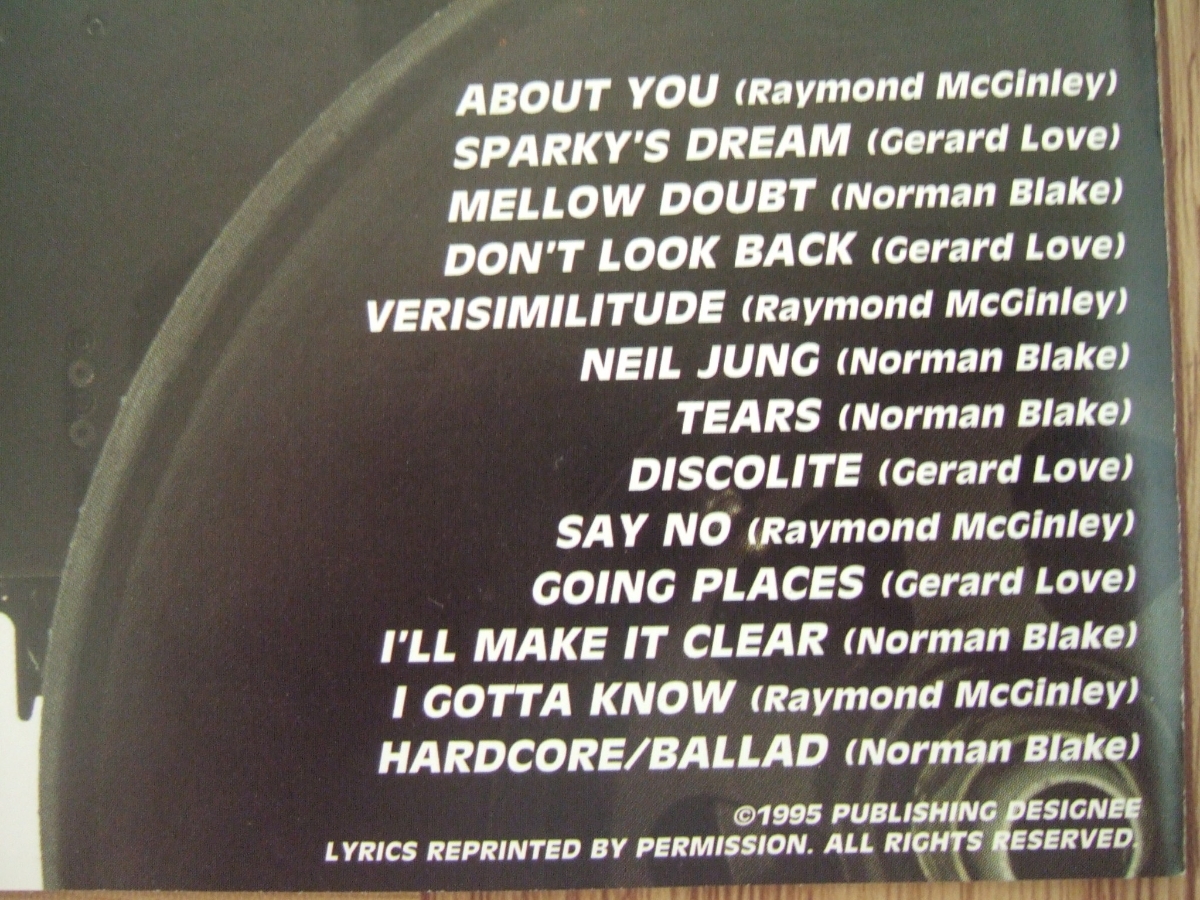 ABOUT YOU (Raymond McGinley)
SPARKY'S DREAM (Gerard Love)
MELLOW DOUBT (Norman Blake)
DON'T LOOK BACK (Gerard Love)
VERISIMILITUDE (Raymond McGinley)
NEIL JUNG (Norman Blake)
TEARS (Norman Blake)
DISCOLITE (Gerard Love)
SAY NO (Raymond McGinley)
GOING PLACES (Gerard Love)
I'LL MAKE IT CLEAR (Norman Blake)
I GOTTA KNOW (Raymond McGinley)
HARDCORE/BALLAD (Norman Blake)
©1995 PUBLISHING DESIGNEE
LYRICS REPRINTED BY PERMISSION. ALL RIGHTS RESERVED.